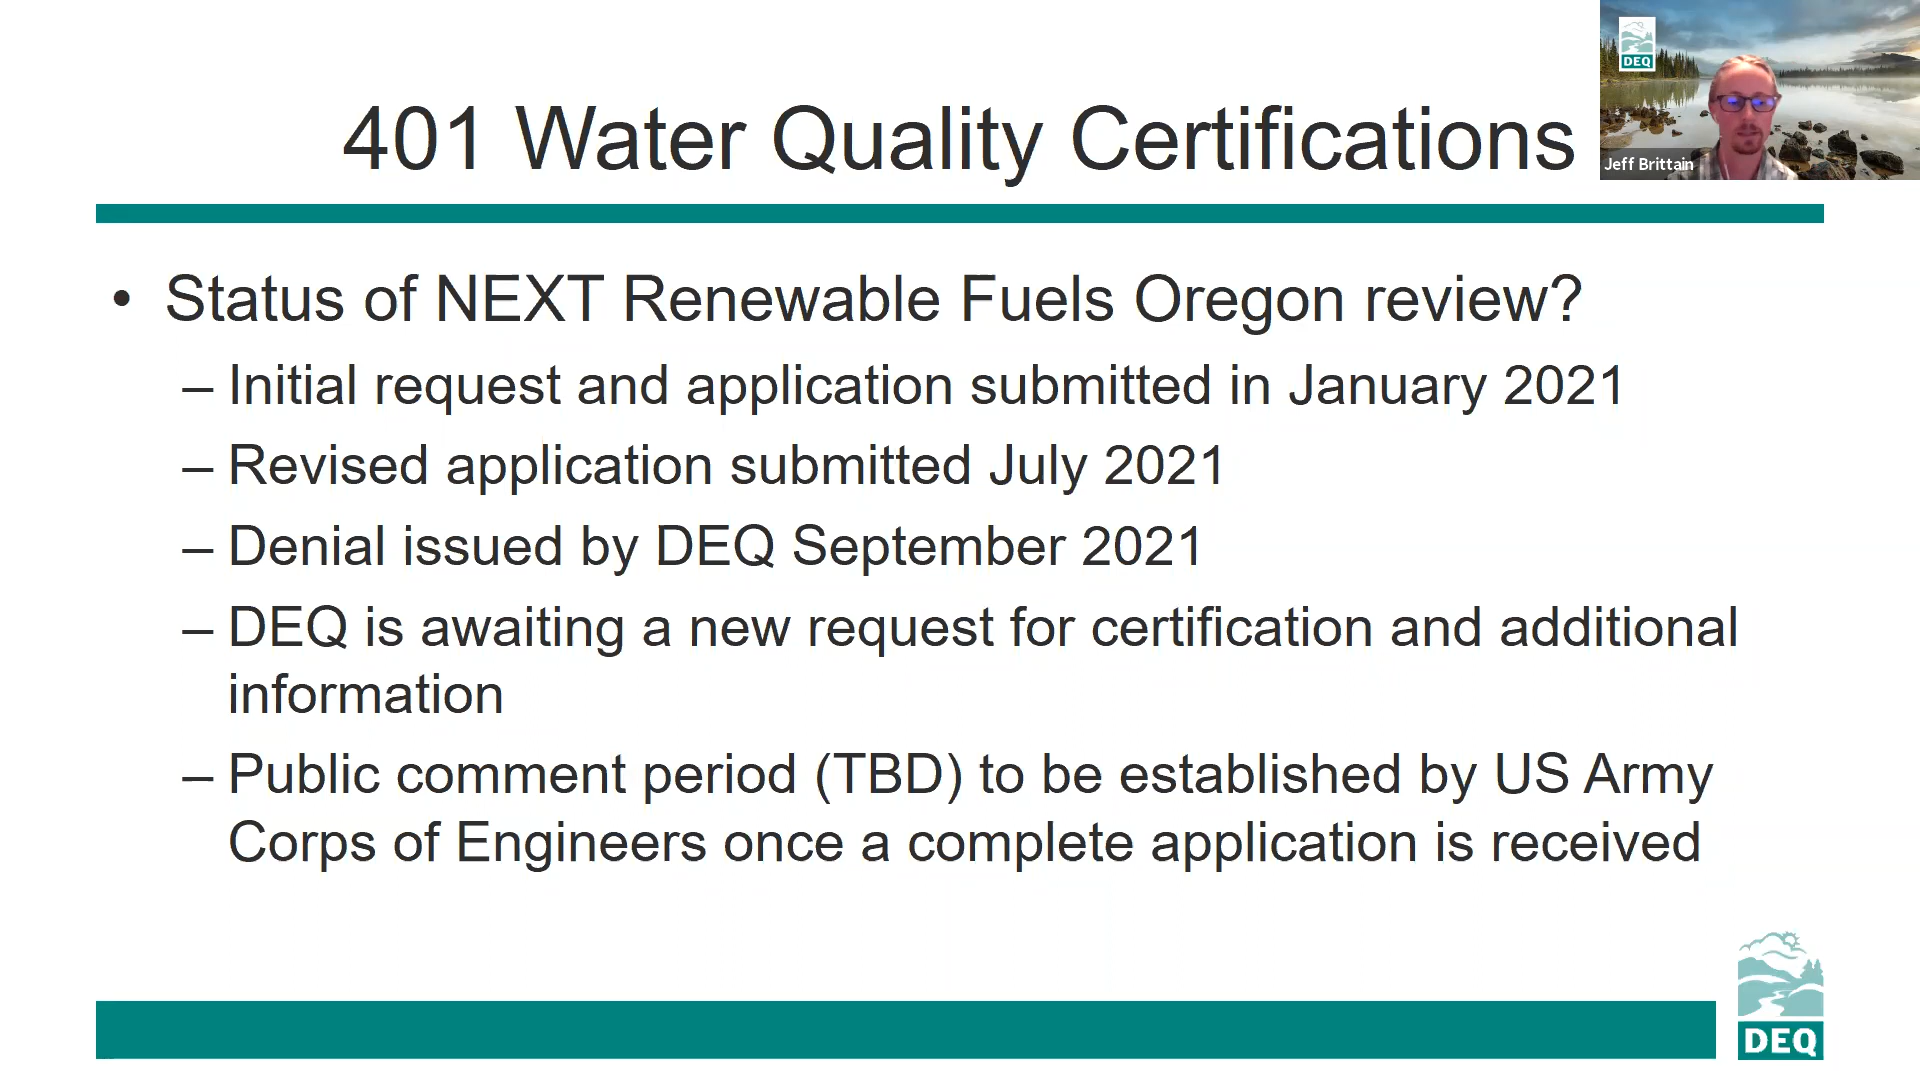 DEQ
401 Water Quality Certifications
Jeff Brittain
• Status of NEXT Renewable Fuels Oregon review?
– Initial request and application submitted in January 2021
– Revised application submitted July 2021
– Denial issued by DEQ September 2021
– DEQ is awaiting a new request for certification and additional
information
– Public comment period (TBD) to be established by US Army
Corps of Engineers once a complete application is received
DEQ